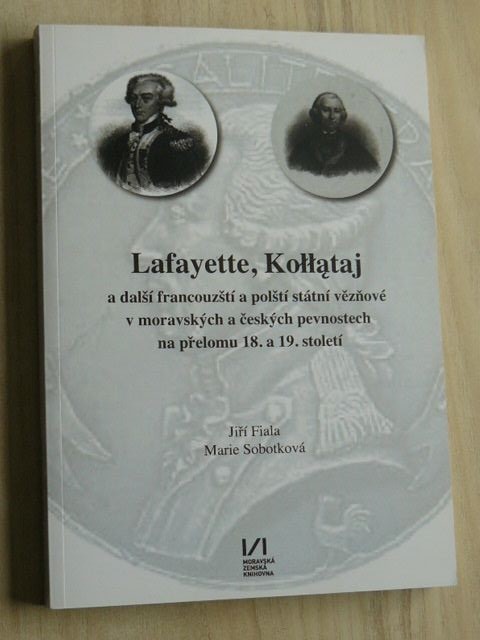 Lafayette, Kołłątaj
a další francouzští a polští státní vězňové
v moravských a českých pevnostech
na přelomu 18. a 19. století
Jiří Fiala
Marie Sobotková
MORAVSKÁ
ZEMSKÁ
KNIHOVNA